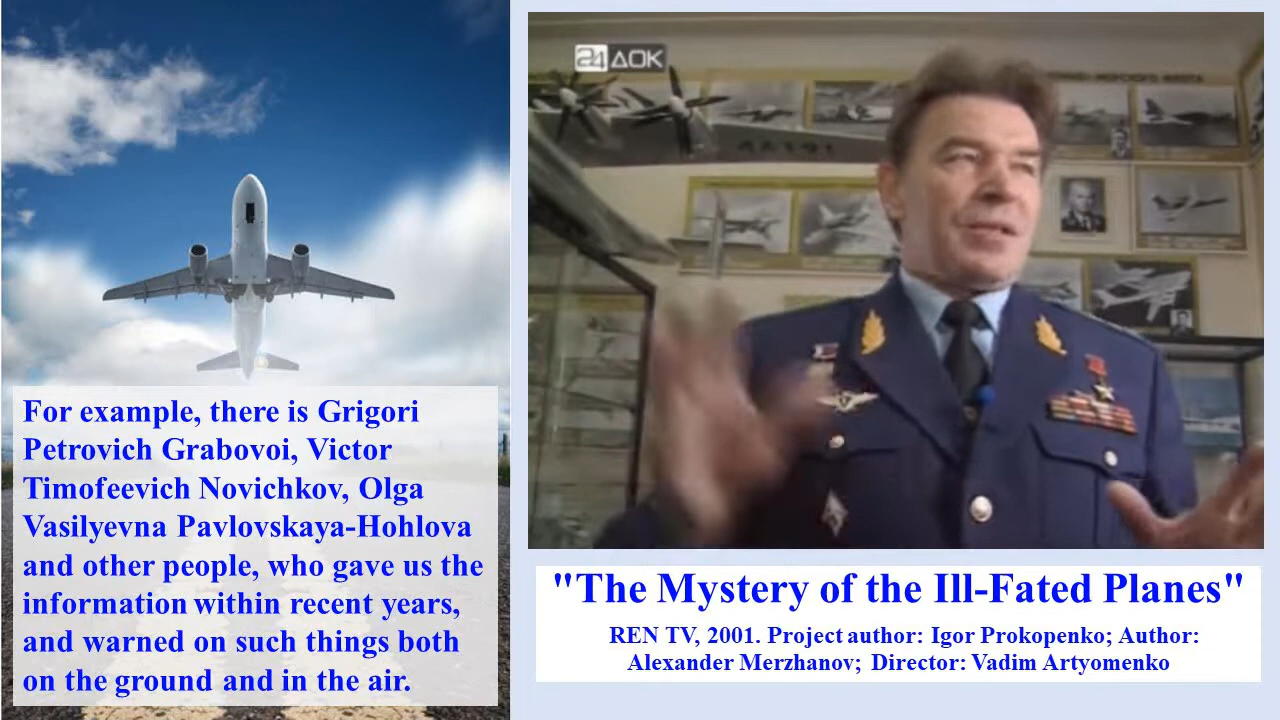 For example, there is Grigori
Petrovich Grabovoi, Victor
Timofeevich Novichkov, Olga
Vasilyevna Pavlovskaya-Hohlova
and other people, who gave us the
information within recent years,
and warned on such things both
on the ground and in the air.
24 ДОК
"The Mystery of the Ill-Fated Planes"
REN TV, 2001. Project author: Igor Prokopenko; Author:
Alexander Merzhanov; Director: Vadim Artyomenko